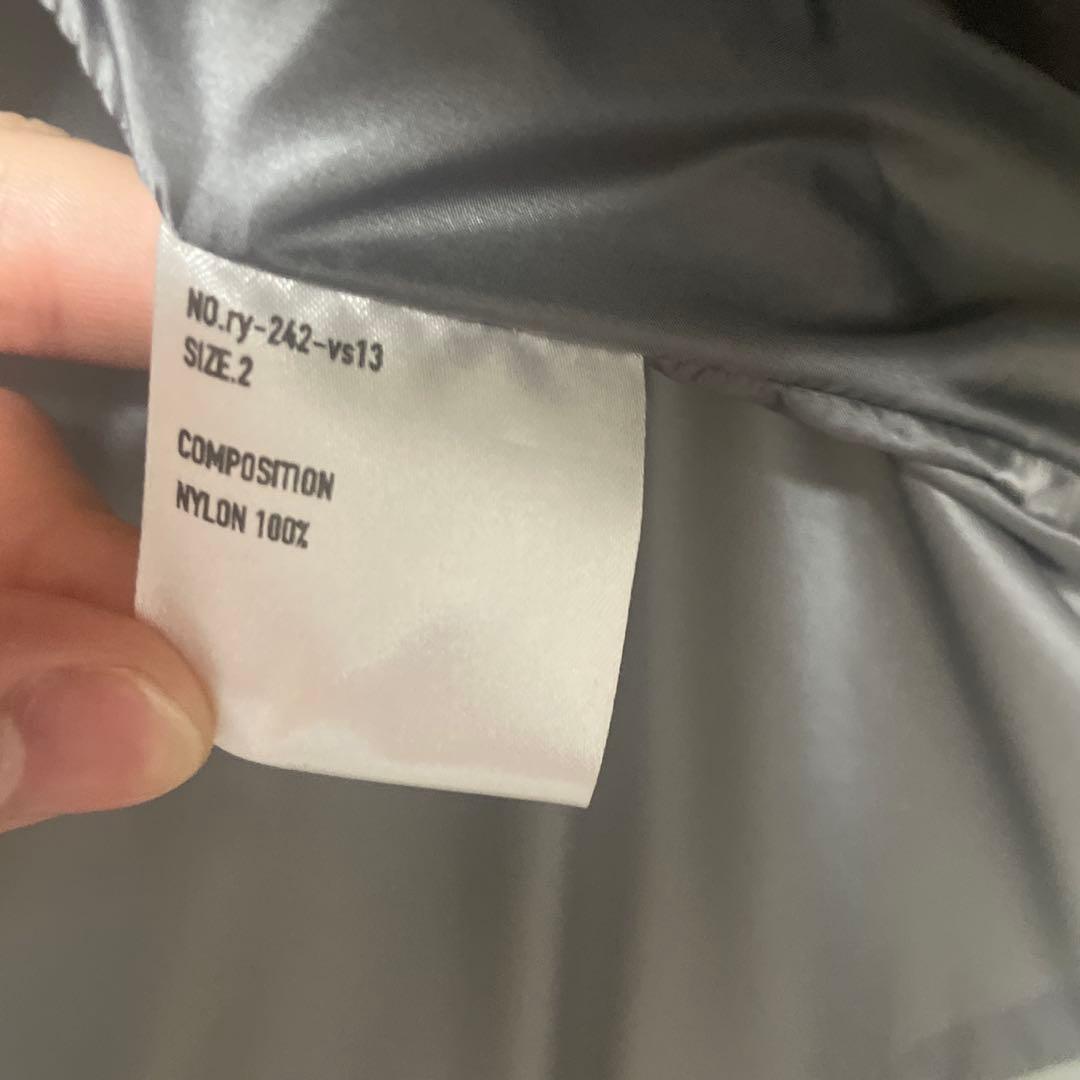 NO.ry-242-vs13
SIZE.2
COMPOSITION
NYLON 100%